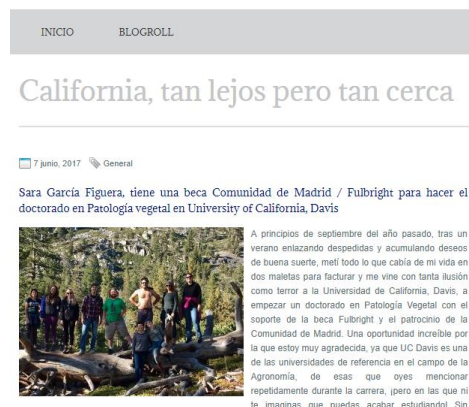 INICIO BLOGROLL
California, tan lejos pero tan cerca
7 junio, 2017 General
Sara García Figuera, tiene una beca Comunidad de Madrid / Fulbright para hacer el
doctorado en Patología vegetal en University of California, Davis
A principios de septiembre del año pasado, tras un
verano enlazando despedidas y acumulando deseos
de buena suerte, metí todo lo que cabía de mi vida en
dos maletas para facturar y me vine con tanta ilusión
como terror a la Universidad de California, Davis, a
empezar un doctorado en Patología Vegetal con el
soporte de la beca Fulbright y el patrocinio de la
Comunidad de Madrid. Una oportunidad increíble por
la que estoy muy agradecida, ya que UC Davis es una
de las universidades de referencia en el campo de la
Agronomía, de esas que oyes mencionar
repetidamente durante la carrera, ¡pero en las que ni
te imaginas que puedas acabar estudiando! Sin